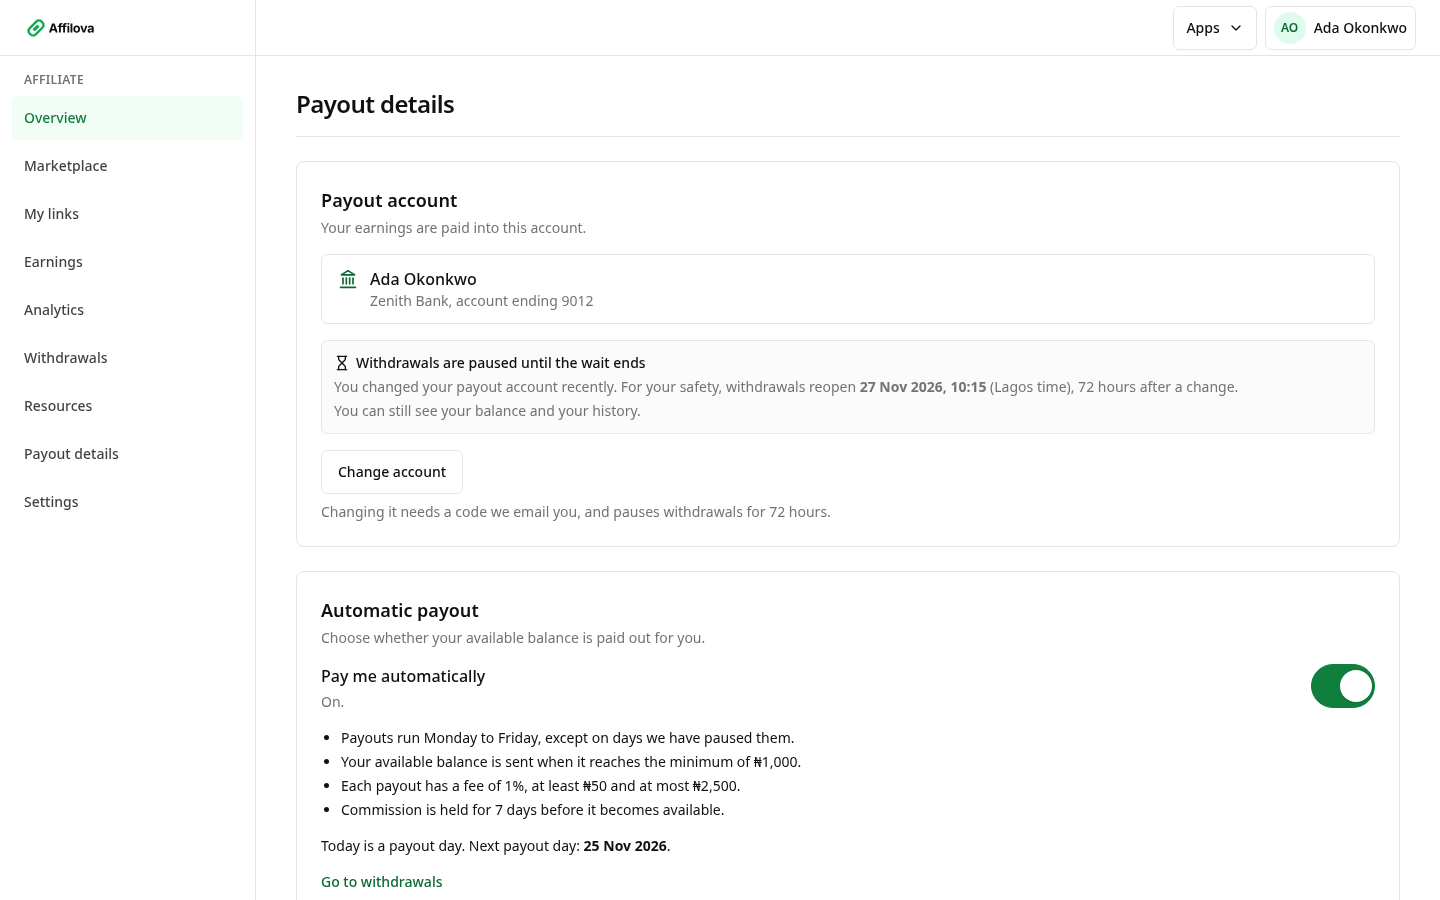 Affilova
Apps
AO
Ada Okonkwo
AFFILIATE
Overview
Marketplace
My links
Earnings
Analytics
Withdrawals
Resources
Payout details
Settings
Payout details
Payout account
Your earnings are paid into this account.
Ada Okonkwo
Zenith Bank, account ending 9012
Withdrawals are paused until the wait ends
You changed your payout account recently. For your safety, withdrawals reopen 27 Nov 2026, 10:15 (Lagos time), 72 hours after a change.
You can still see your balance and your history.
Change account
Changing it needs a code we email you, and pauses withdrawals for 72 hours.
Automatic payout
Choose whether your available balance is paid out for you.
Pay me automatically
On.
• Payouts run Monday to Friday, except on days we have paused them.
• Your available balance is sent when it reaches the minimum of ₦1,000.
• Each payout has a fee of 1%, at least ₦50 and at most ₦2,500.
• Commission is held for 7 days before it becomes available.
Today is a payout day. Next payout day: 25 Nov 2026.
Go to withdrawals